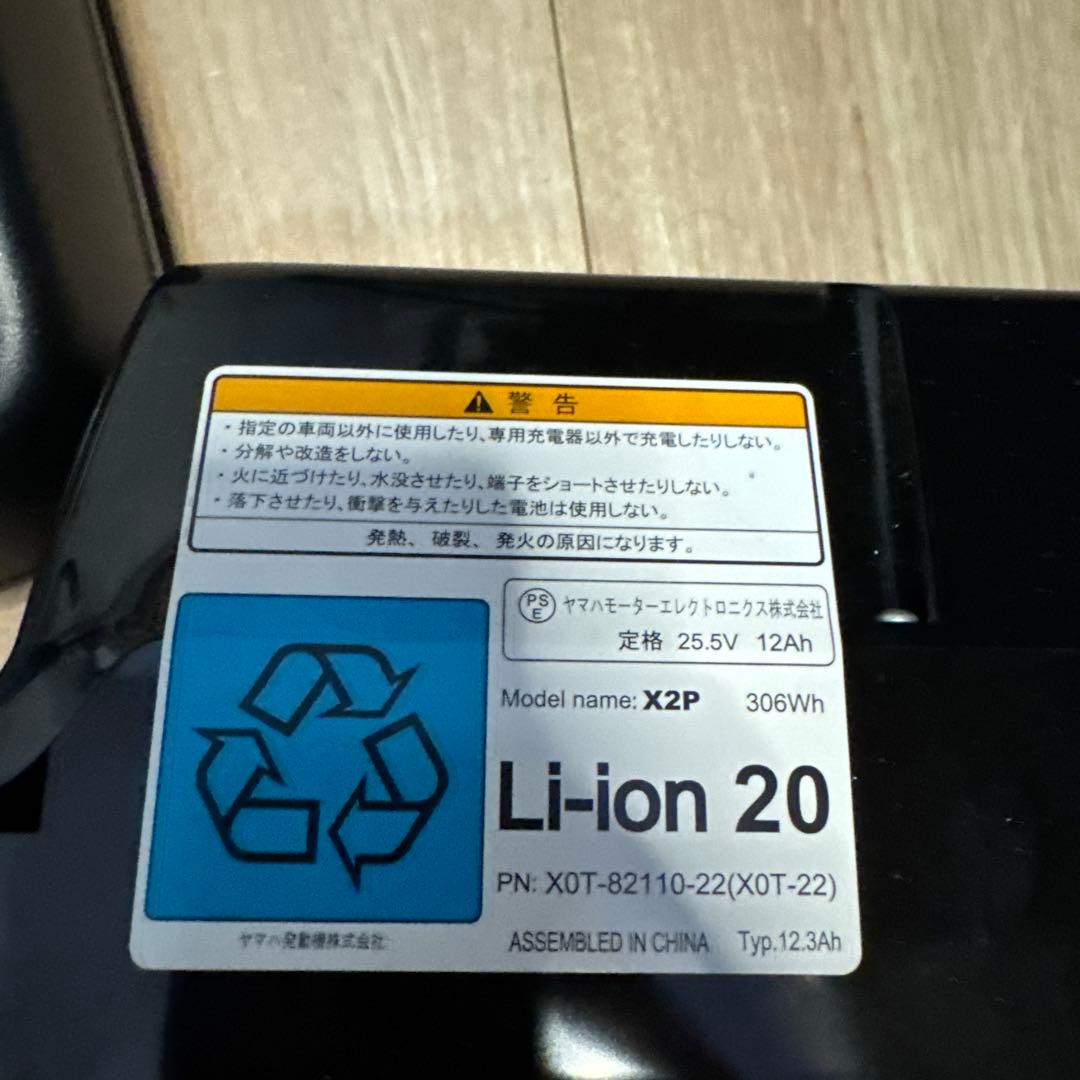 ⚠ 警告
・指定の車両以外に使用したり、専用充電器以外で充電したりしない。
・分解や改造をしない。
・火に近づけたり、水没させたり、端子をショートさせたりしない。
・落下させたり、衝撃を与えたりした電池は使用しない。
発熱、破裂、発火の原因になります。
PSE ヤマハモーターエレクトロニクス株式会社
定格 25.5V 12Ah
Model name: X2P 306Wh
Li-ion 20
PN: X0T-82110-22(X0T-22)
ヤマハ発動機株式会社 ASSEMBLED IN CHINA Typ.12.3Ah